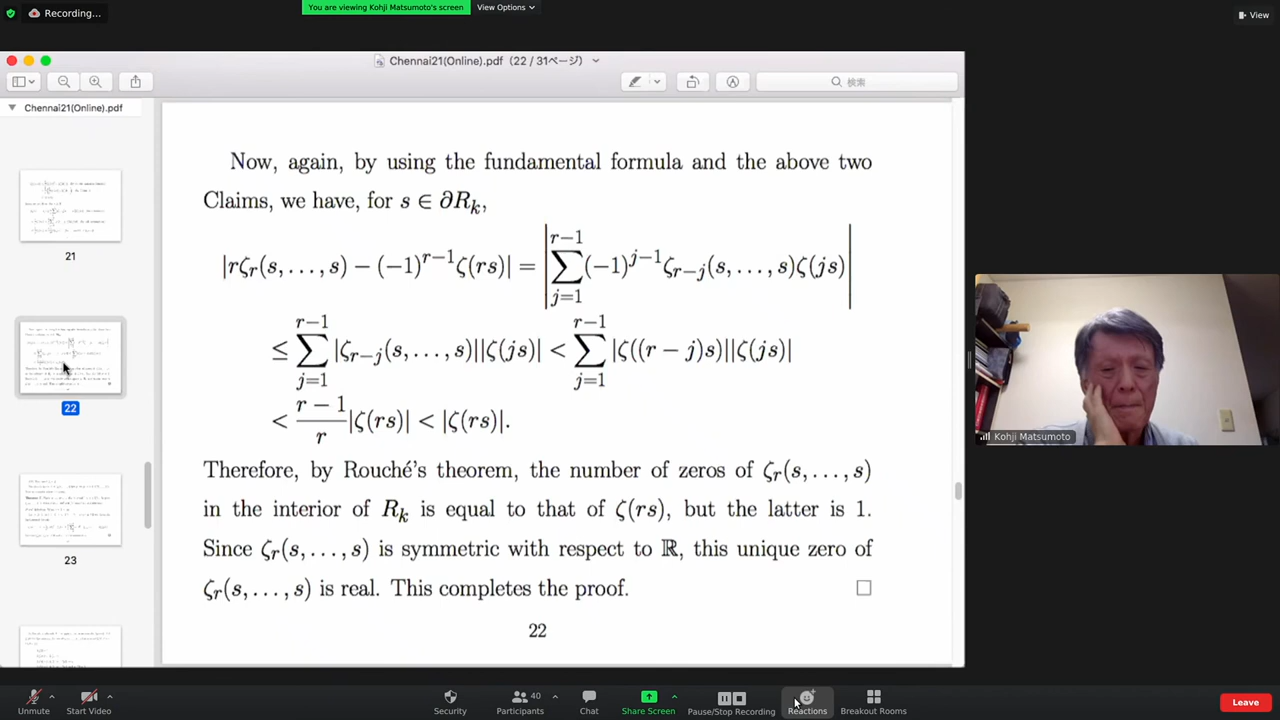 Recording...
You are viewing Kohji Matsumoto's screen
View Options
View
Chennai21(Online).pdf (22 / 31ページ)
検索
Chennai21(Online).pdf
21
22
23
Now, again, by using the fundamental formula and the above two
Claims, we have, for s ∈ ∂R_k,
|rζ_r(s, . . . , s) − (−1)^{r−1}ζ(rs)| = |∑_{j=1}^{r−1}(−1)^{j−1}ζ_{r−j}(s, . . . , s)ζ(js)|
≤ ∑_{j=1}^{r−1} |ζ_{r−j}(s, . . . , s)||ζ(js)| < ∑_{j=1}^{r−1} |ζ((r − j)s)||ζ(js)|
< \frac{r − 1}{r}|ζ(rs)| < |ζ(rs)|.
Therefore, by Rouché's theorem, the number of zeros of ζ_r(s, . . . , s)
in the interior of R_k is equal to that of ζ(rs), but the latter is 1.
Since ζ_r(s, . . . , s) is symmetric with respect to ℝ, this unique zero of
ζ_r(s, . . . , s) is real. This completes the proof. □
22
Kohji Matsumoto
Unmute
Start Video
Security
Participants 40
Chat
Share Screen
Pause/Stop Recording
Reactions
Breakout Rooms
Leave